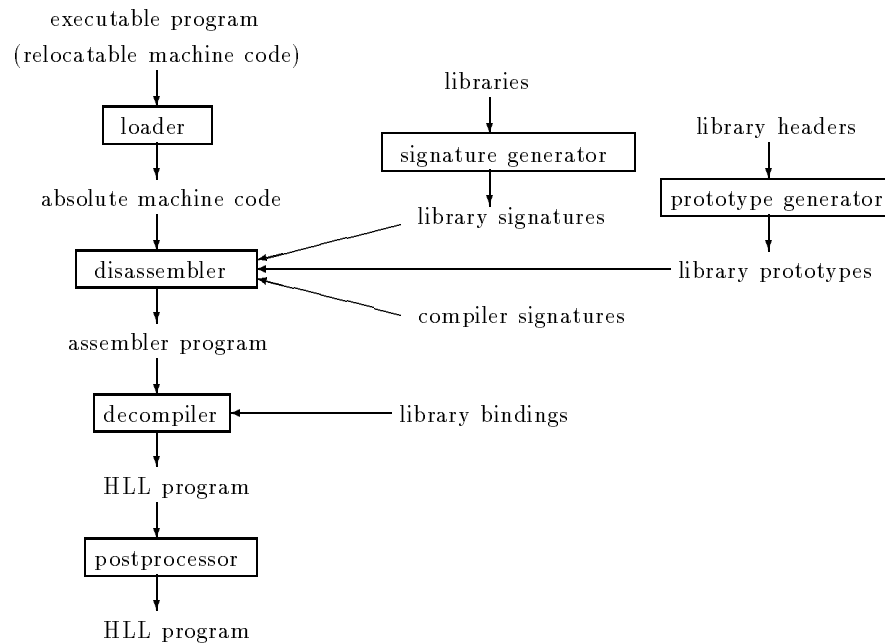 executable program
(relocatable machine code)
libraries
loader
library headers
signature generator
absolute machine code
prototype generator
library signatures
disassembler
library prototypes
compiler signatures
assembler program
decompiler
library bindings
HLL program
postprocessor
HLL program